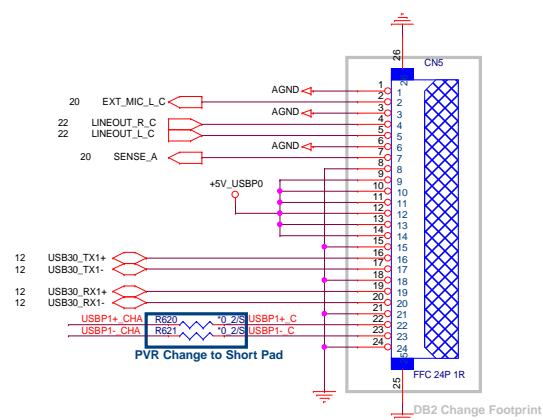 26
CN5
AGND 1 1
20 EXT_MIC_L_C 2 2
AGND 3 3
22 LINEOUT_R_C 4 4
22 LINEOUT_L_C 5 5
AGND 6 6
20 SENSE_A 7 7
8 8
+5V_USBP0 9 9
10 10
11 11
12 12
13 13
14 14
15 15
12 USB30_TX1+ 16 16
12 USB30_TX1- 17 17
18 18
12 USB30_RX1+ 19 19
12 USB30_RX1- 20 20
21 21
USBP1+_CHA R620 *0_2/S USBP1+_C 22 22
USBP1-_CHA R621 *0_2/S USBP1-_C 23 23
24 24
PVR Change to Short Pad
FFC 24P 1R
25
DB2 Change Footprint